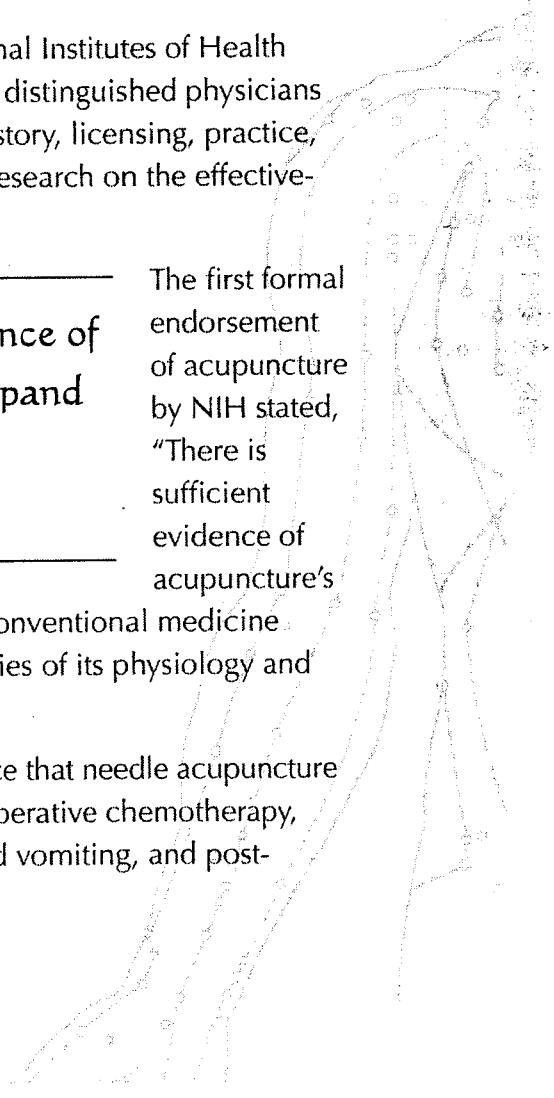 nal Institutes of Health
distinguished physicians
story, licensing, practice,
esearch on the effective-
nce of
pand
The first formal
endorsement
of acupuncture
by NIH stated,
"There is
sufficient
evidence of
acupuncture's
onventional medicine
ies of its physiology and
ce that needle acupuncture
perative chemotherapy,
d vomiting, and post-